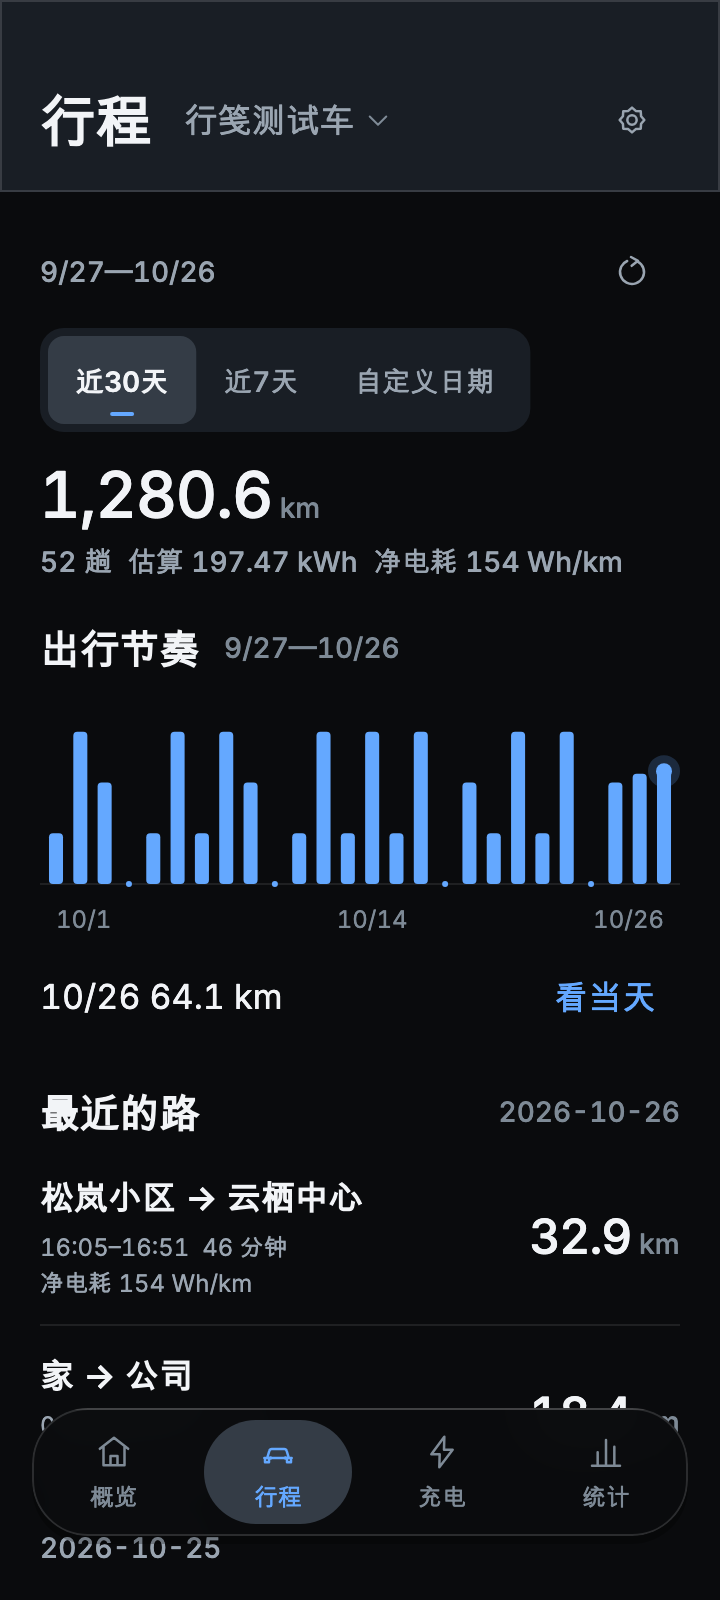 行程 行笺测试车
9/27—10/26
近30天 近7天 自定义日期
1,280.6 km
52 趟 估算 197.47 kWh 净电耗 154 Wh/km
出行节奏 9/27—10/26
10/1 10/14 10/26
10/26 64.1 km 看当天
最近的路 2026-10-26
松岚小区 → 云栖中心
16:05–16:51 46 分钟
32.9 km
净电耗 154 Wh/km
家 → 公司
概览 行程 充电 统计
2026-10-25